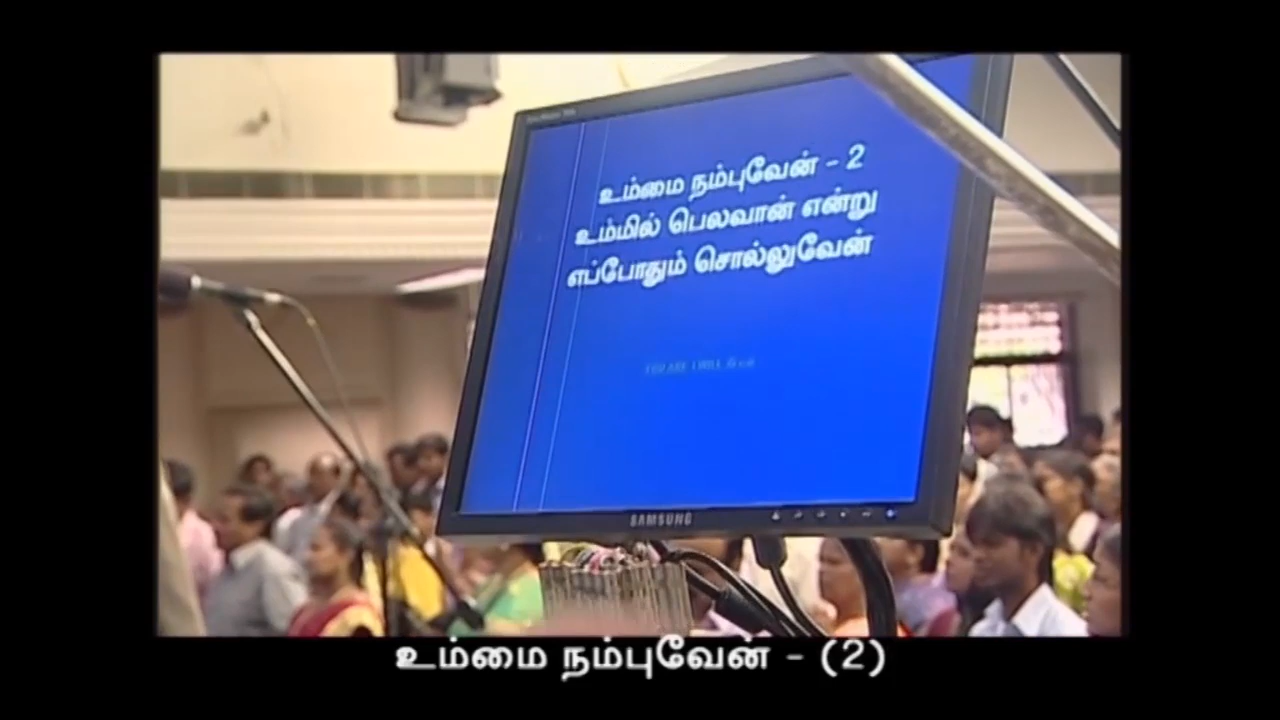 உம்மை நம்புவேன் - 2
உம்மில் பெலவான் என்று
எப்போதும் சொல்லுவேன்
SAMSUNG
உம்மை நம்புவேன் - (2)